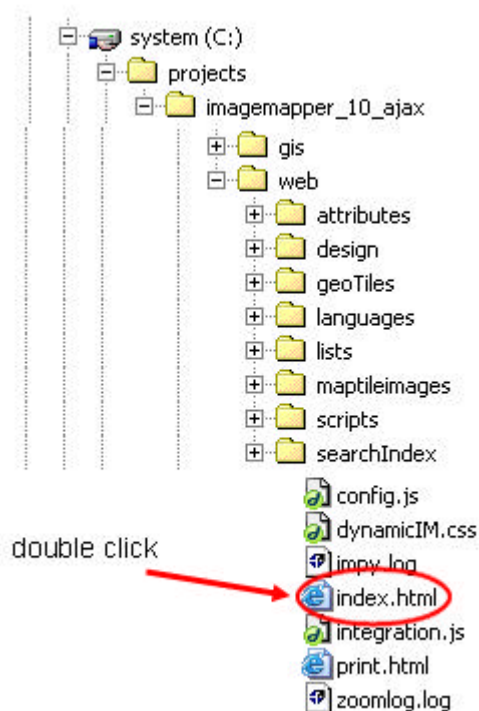 system (C:)
projects
imagemapper_10_ajax
gis
web
attributes
design
geoTiles
languages
lists
maptileimages
scripts
searchIndex
config.js
dynamicIM.css
impy.log
double click
index.html
integration.js
print.html
zoomlog.log